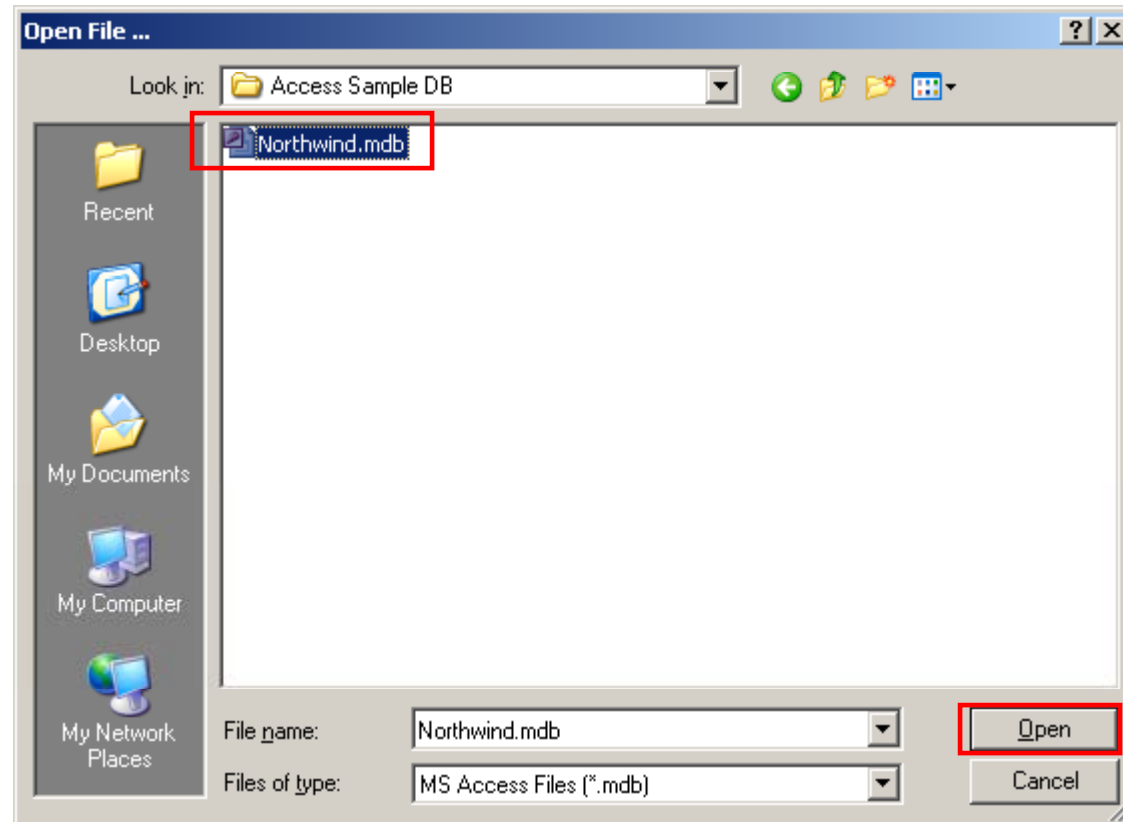 Open File ...
Look in: Access Sample DB
Northwind.mdb
Recent
Desktop
My Documents
My Computer
My Network
Places
File name: Northwind.mdb Open
Files of type: MS Access Files (*.mdb) Cancel